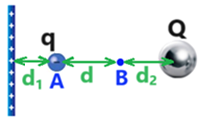 q Q
A B
d₁ d d₂